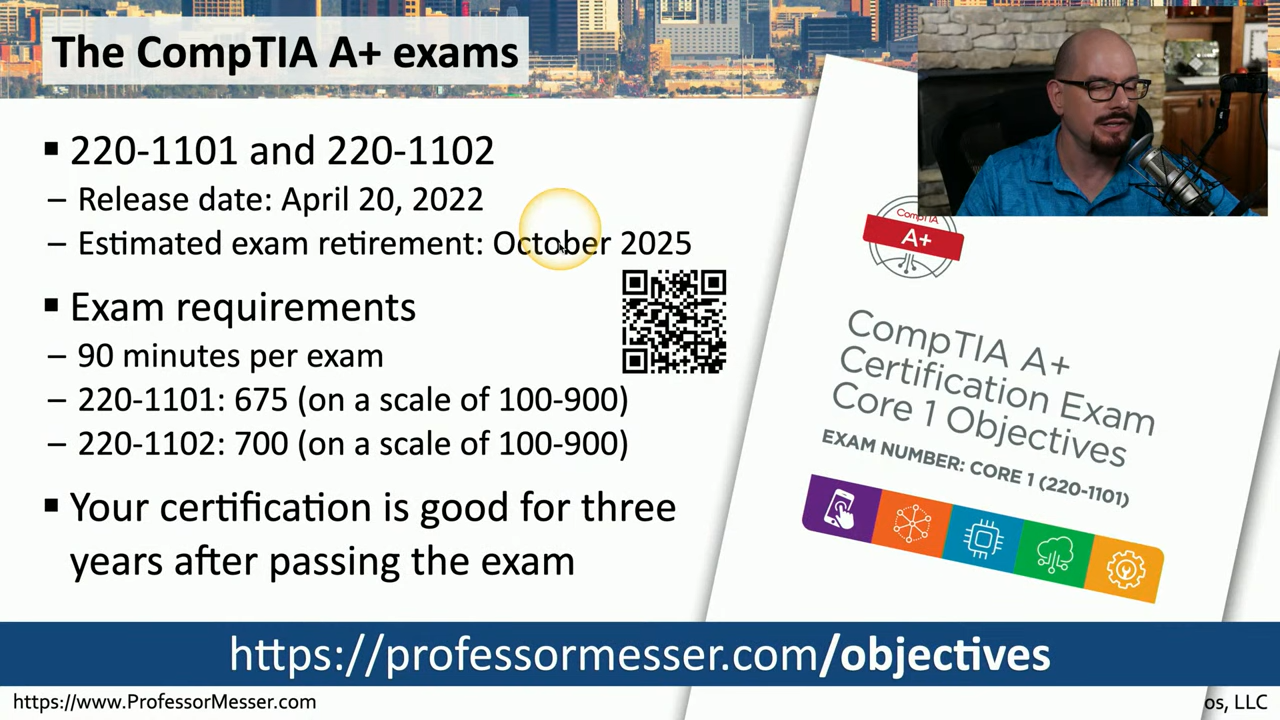 The CompTIA A+ exams
▪ 220-1101 and 220-1102
– Release date: April 20, 2022
– Estimated exam retirement: October 2025
▪ Exam requirements
– 90 minutes per exam
– 220-1101: 675 (on a scale of 100-900)
– 220-1102: 700 (on a scale of 100-900)
▪ Your certification is good for three
years after passing the exam
CompTIA
A+
CompTIA A+
Certification Exam
Core 1 Objectives
EXAM NUMBER: CORE 1 (220-1101)
https://professormesser.com/objectives
https://www.ProfessorMesser.com
os, LLC